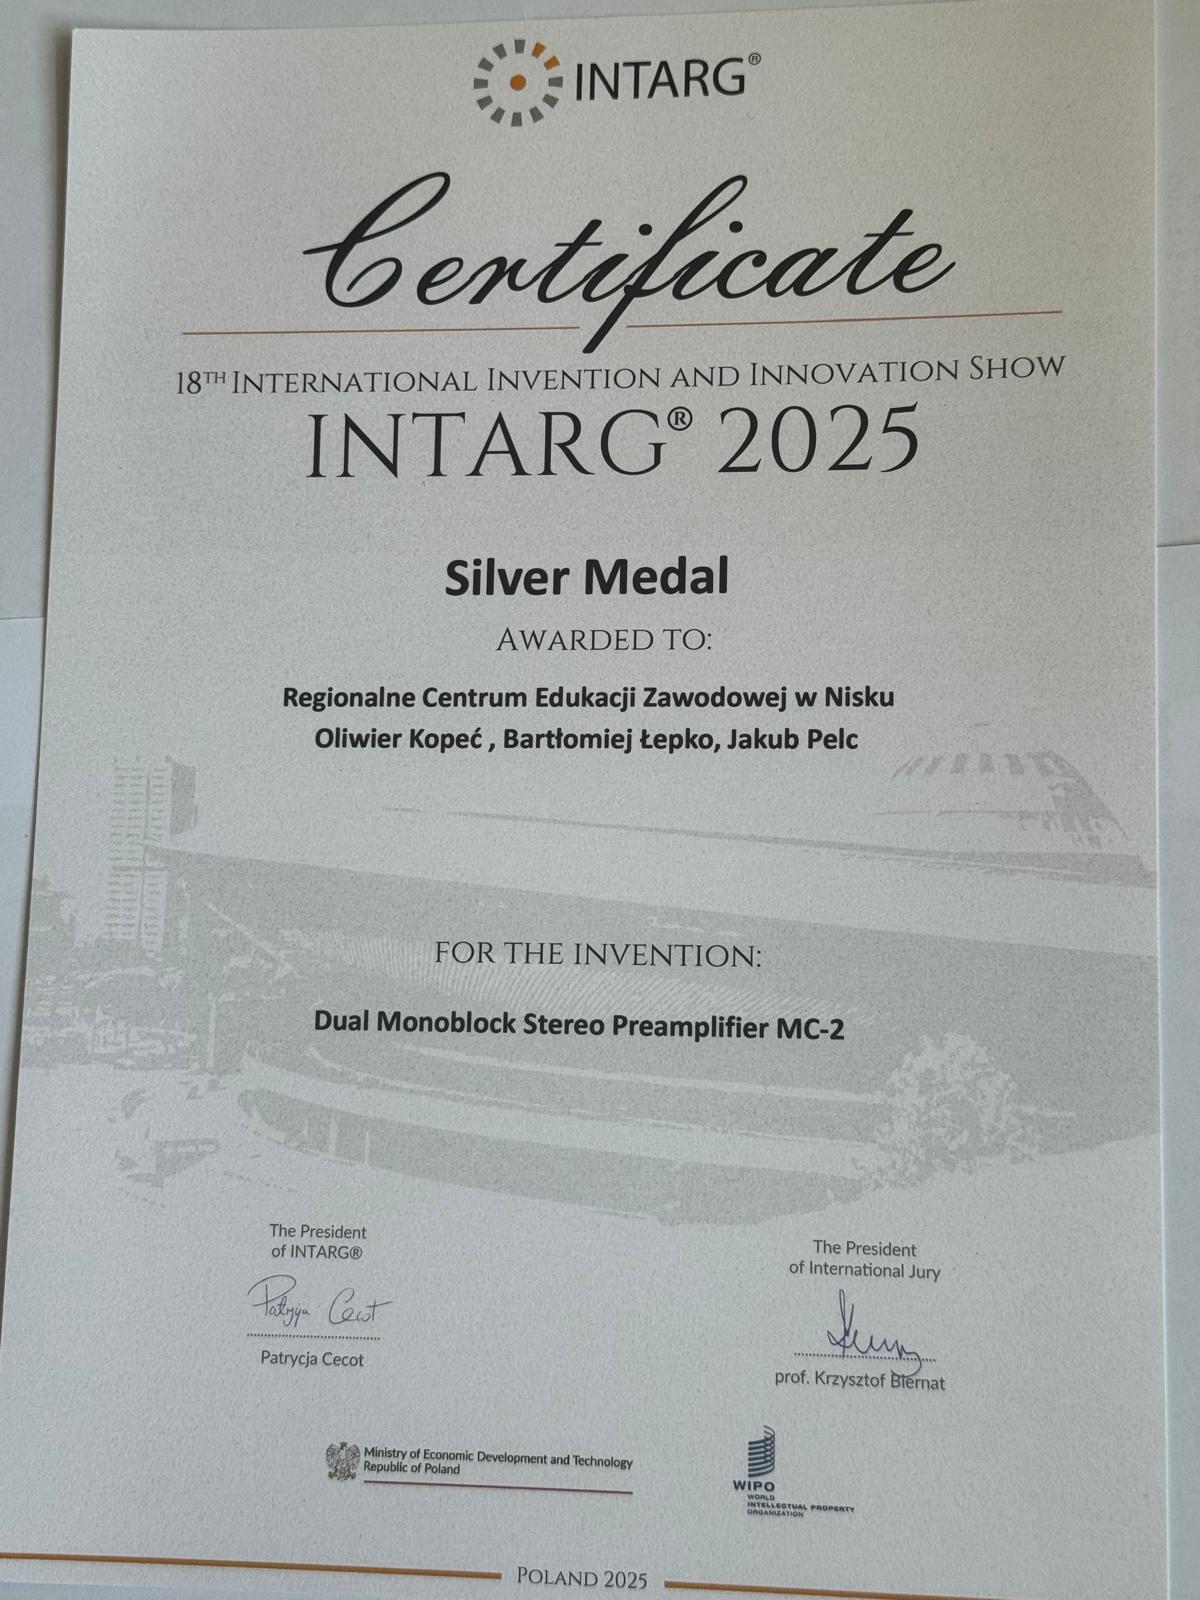 INTARG®
Certificate
18TH INTERNATIONAL INVENTION AND INNOVATION SHOW
INTARG® 2025
Silver Medal
AWARDED TO:
Regionalne Centrum Edukacji Zawodowej w Nisku
Oliwier Kopeć , Bartłomiej Łepko, Jakub Pelc
FOR THE INVENTION:
Dual Monoblock Stereo Preamplifier MC-2
The President
of INTARG®
Patrycja Cecot
Patrycja Cecot
The President
of International Jury
prof. Krzysztof Biernat
Ministry of Economic Development and Technology
Republic of Poland
WIPO
WORLD
INTELLECTUAL PROPERTY
ORGANIZATION
POLAND 2025